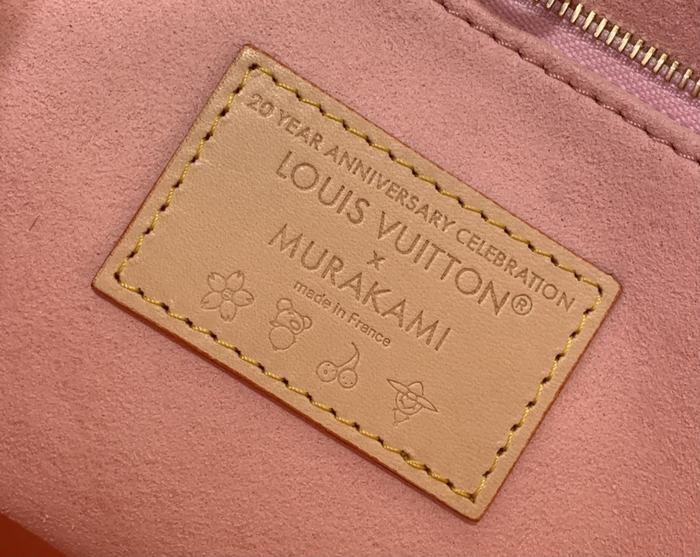 20 YEAR ANNIVERSARY CELEBRATION
LOUIS VUITTON®
x
MURAKAMI
made in France